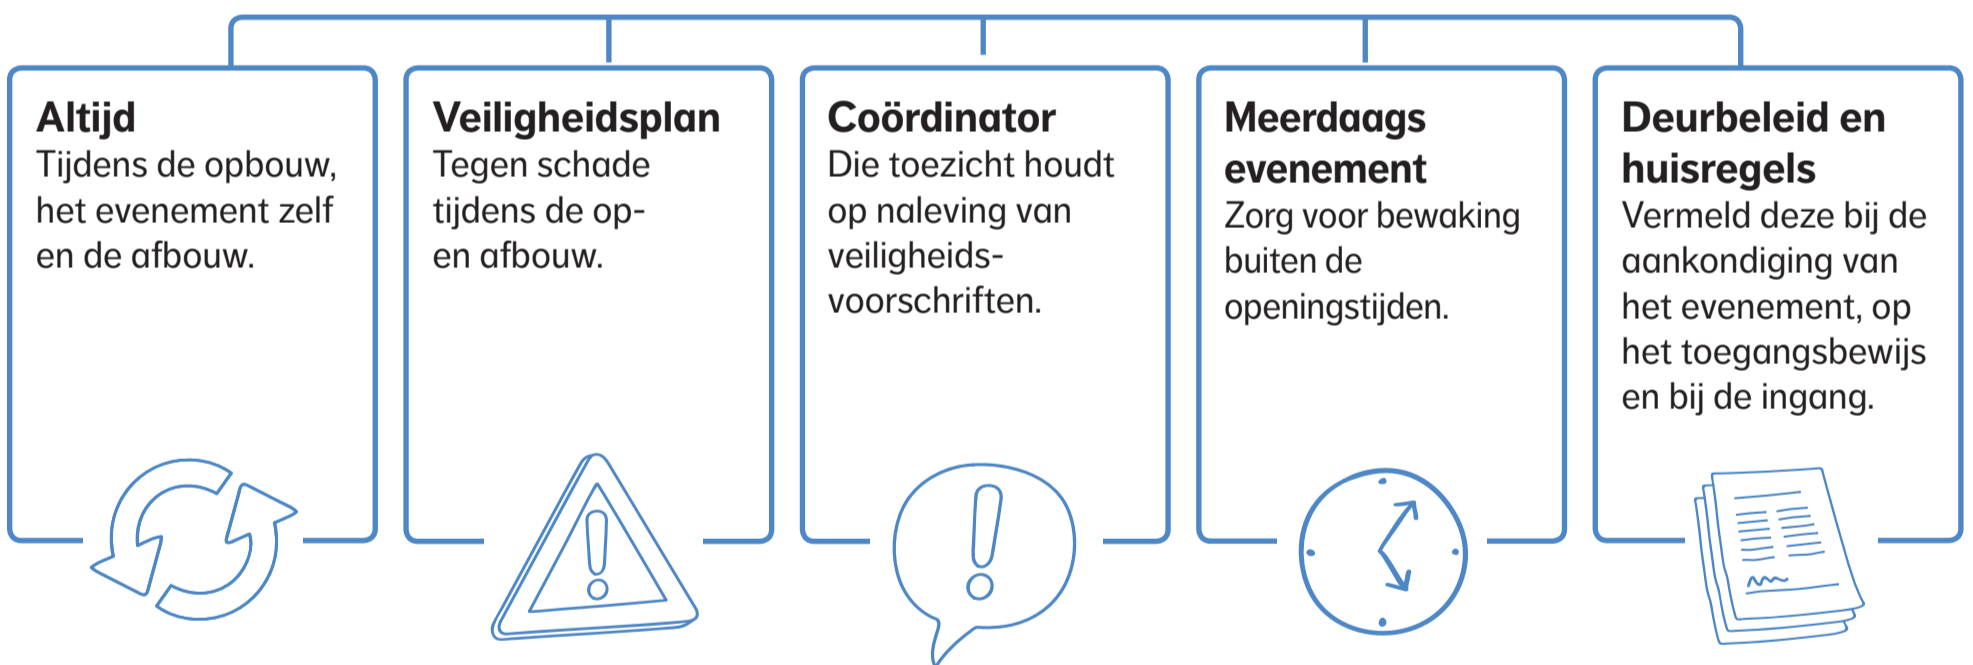 Altijd
Tijdens de opbouw,
het evenement zelf
en de afbouw.
Veiligheidsplan
Tegen schade
tijdens de op-
en afbouw.
Coördinator
Die toezicht houdt
op naleving van
veiligheids-
voorschriften.
Meerdaags
evenement
Zorg voor bewaking
buiten de
openingstijden.
Deurbeleid en
huisregels
Vermeld deze bij de
aankondiging van
het evenement, op
het toegangsbewijs
en bij de ingang.